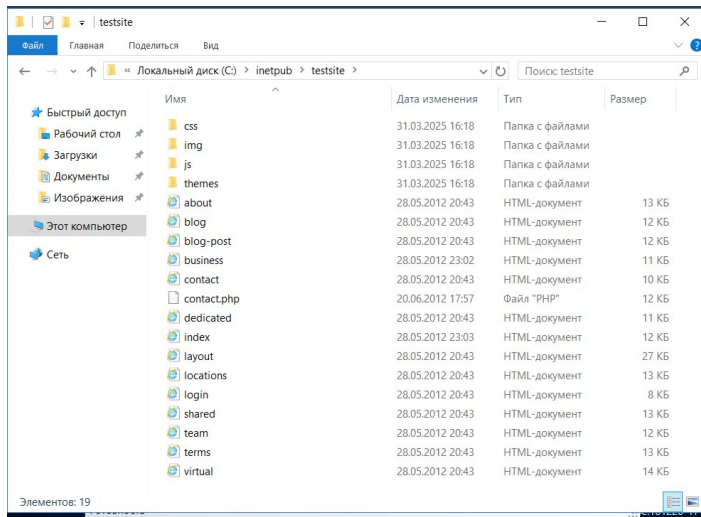 testsite
Файл Главная Поделиться Вид
« Локальный диск (C:) > inetpub > testsite >
Поиск: testsite
Быстрый доступ
Рабочий стол
Загрузки
Документы
Изображения
Этот компьютер
Сеть
Имя Дата изменения Тип Размер
css 31.03.2025 16:18 Папка с файлами
img 31.03.2025 16:18 Папка с файлами
js 31.03.2025 16:18 Папка с файлами
themes 31.03.2025 16:18 Папка с файлами
about 28.05.2012 20:43 HTML-документ 13 КБ
blog 28.05.2012 20:43 HTML-документ 12 КБ
blog-post 28.05.2012 20:43 HTML-документ 12 КБ
business 28.05.2012 23:02 HTML-документ 11 КБ
contact 28.05.2012 20:43 HTML-документ 10 КБ
contact.php 20.06.2012 17:57 Файл "PHP" 12 КБ
dedicated 28.05.2012 20:43 HTML-документ 11 КБ
index 28.05.2012 23:03 HTML-документ 12 КБ
layout 28.05.2012 20:43 HTML-документ 27 КБ
locations 28.05.2012 20:43 HTML-документ 13 КБ
login 28.05.2012 20:43 HTML-документ 8 КБ
shared 28.05.2012 20:43 HTML-документ 13 КБ
team 28.05.2012 20:43 HTML-документ 12 КБ
terms 28.05.2012 20:43 HTML-документ 13 КБ
virtual 28.05.2012 20:43 HTML-документ 14 КБ
Элементов: 19